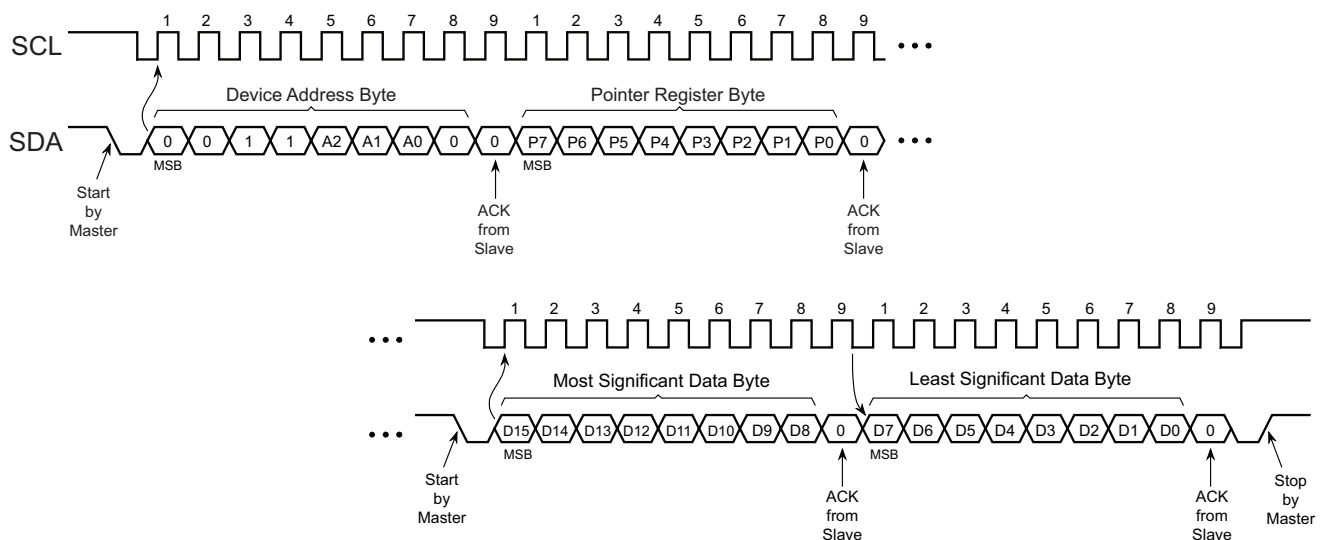 1 2 3 4 5 6 7 8 9 1 2 3 4 5 6 7 8 9
SCL
Device Address Byte Pointer Register Byte
SDA 0 0 1 1 A2 A1 A0 0 0 P7 P6 P5 P4 P3 P2 P1 P0 0
MSB MSB
Start
by
Master
ACK
from
Slave
ACK
from
Slave
1 2 3 4 5 6 7 8 9 1 2 3 4 5 6 7 8 9
Most Significant Data Byte Least Significant Data Byte
D15 D14 D13 D12 D11 D10 D9 D8 0 D7 D6 D5 D4 D3 D2 D1 D0 0
MSB MSB
Start
by
Master
ACK
from
Slave
ACK
from
Slave
Stop
by
Master